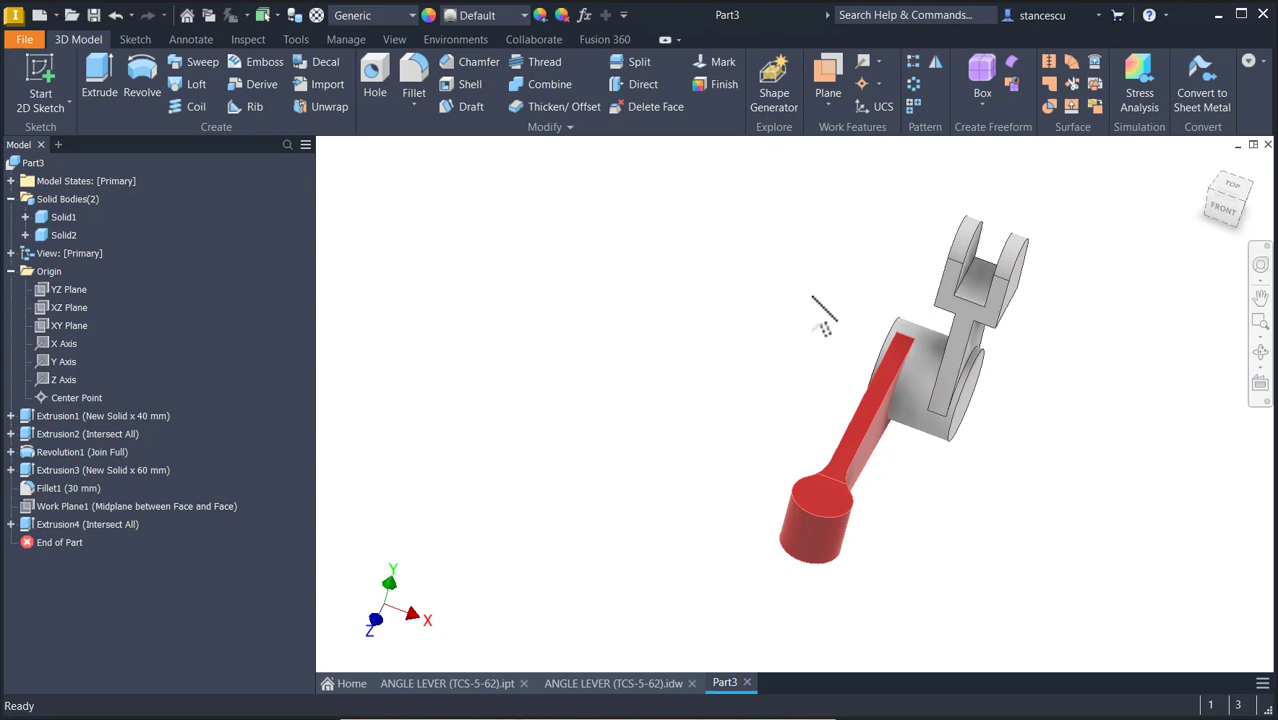 Generic
Default
Part3
Search Help & Commands...
stancescu
File
3D Model
Sketch
Annotate
Inspect
Tools
Manage
View
Environments
Collaborate
Fusion 360
Start
2D Sketch
Sketch
Extrude
Revolve
Sweep
Loft
Coil
Emboss
Derive
Rib
Decal
Import
Unwrap
Create
Hole
Fillet
Chamfer
Shell
Draft
Thread
Combine
Thicken/ Offset
Split
Direct
Delete Face
Mark
Finish
Modify
Shape
Generator
Explore
Plane
UCS
Work Features
Pattern
Box
Create Freeform
Surface
Stress
Analysis
Simulation
Convert to
Sheet Metal
Convert
Model
Part3
Model States: [Primary]
Solid Bodies(2)
Solid1
Solid2
View: [Primary]
Origin
YZ Plane
XZ Plane
XY Plane
X Axis
Y Axis
Z Axis
Center Point
Extrusion1 (New Solid x 40 mm)
Extrusion2 (Intersect All)
Revolution1 (Join Full)
Extrusion3 (New Solid x 60 mm)
Fillet1 (30 mm)
Work Plane1 (Midplane between Face and Face)
Extrusion4 (Intersect All)
End of Part
TOP
FRONT
Y
X
Z
Home
ANGLE LEVER (TCS-5-62).ipt
ANGLE LEVER (TCS-5-62).idw
Part3
Ready
1
3